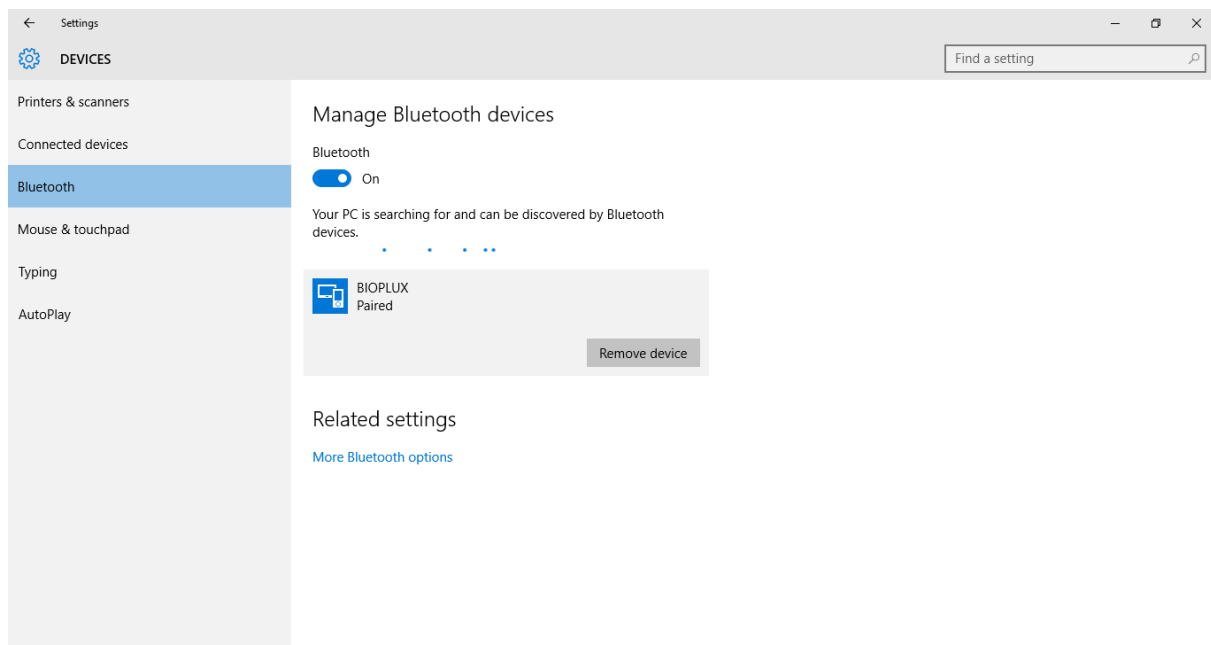 Settings
DEVICES
Find a setting
Printers & scanners
Connected devices
Bluetooth
Mouse & touchpad
Typing
AutoPlay
Manage Bluetooth devices
Bluetooth
On
Your PC is searching for and can be discovered by Bluetooth
devices.
BIOPLUX
Paired
Remove device
Related settings
More Bluetooth options